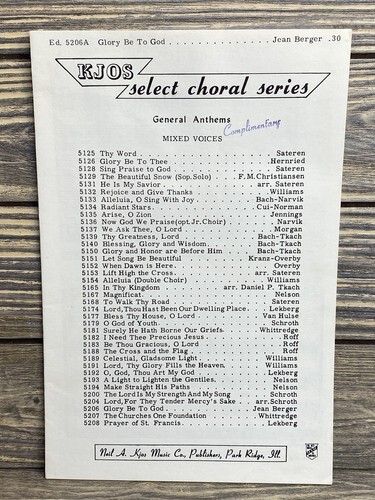 Ed. 5206A Glory Be To God . . . . . . . . . . . . . . . Jean Berger .30
KJOS
select choral series
General Anthems
Complimentary
MIXED VOICES
5125 Thy Word . . . . . . . . . . . . Sateren
5126 Glory Be To Thee . . . . . . . . . Hernried
5128 Sing Praise to God . . . . . . . . . Sateren
5129 The Beautiful Snow (Sop.Solo) . . . F.M.Christiansen
5131 He Is My Savior . . . . . . . . arr. Sateren
5132 Rejoice and Give Thanks . . . . . . . Williams
5133 Alleluia, O Sing With Joy . . . . . Bach-Narvik
5134 Radiant Stars . . . . . . . . . Cui-Norman
5135 Arise, O Zion . . . . . . . . . . Jennings
5136 Now God We Praise(opt.Jr.Choir) . . . . Narvik
5137 We Ask Thee, O Lord . . . . . . . . Morgan
5139 Thy Greatness, Lord . . . . . . . Bach-Tkach
5140 Blessing, Glory and Wisdom . . . . . Bach-Tkach
5150 Glory and Honor are Before Him . . . Bach-Tkach
5151 Let Song Be Beautiful . . . . . . Kranz-Overby
5152 When Dawn is Here . . . . . . . . . Overby
5153 Lift High the Cross . . . . . . . arr. Sateren
5154 Alleluia (Double Choir) . . . . . . . Williams
5165 In Thy Kingdom . . . . . . arr. Daniel P. Tkach
5167 Magnificat . . . . . . . . . . . . Nelson
5168 To Walk Thy Road . . . . . . . . . Sateren
5174 Lord, Thou Hast Been Our Dwelling Place . Lekberg
5177 Bless Thy House, O Lord . . . . . . Van Hulse
5179 O God of Youth . . . . . . . . . . Schroth
5181 Surely He Hath Borne Our Griefs . . . Whittredge
5182 I Need Thee Precious Jesus . . . . . . . Roff
5183 Be Thou Gracious, O Lord . . . . . . . Roff
5188 The Cross and the Flag . . . . . . . . Roff
5189 Celestial, Gladsome Light . . . . . . Williams
5191 Lord, Thy Glory Fills the Heaven . . . . Williams
5192 O, God, Thou Art My God . . . . . . Lekberg
5193 A Light to Lighten the Gentiles . . . . . Nelson
5194 Make Straight His Paths . . . . . . . Nelson
5200 The Lord Is My Strength And My Song . . Schroth
5204 Lord, For They Tender Mercy's Sake . . arr.Schroth
5206 Glory Be To God . . . . . . . . Jean Berger
5207 The Churches One Foundation . . . . Whittredge
5208 Prayer of St. Francis . . . . . . . . Lekberg
Neil A. Kjos Music Co., Publishers, Park Ridge, Ill.